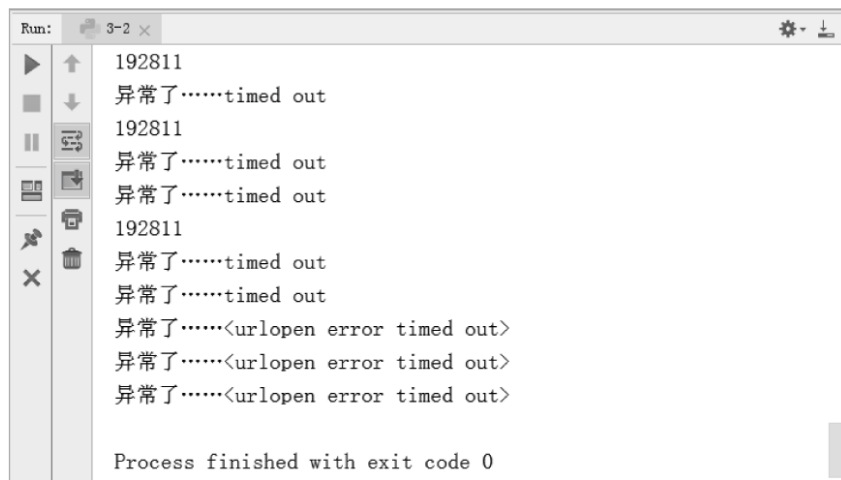 Run: 3-2
192811
异常了……timed out
192811
异常了……timed out
异常了……timed out
192811
异常了……timed out
异常了……timed out
异常了……<urlopen error timed out>
异常了……<urlopen error timed out>
异常了……<urlopen error timed out>
Process finished with exit code 0